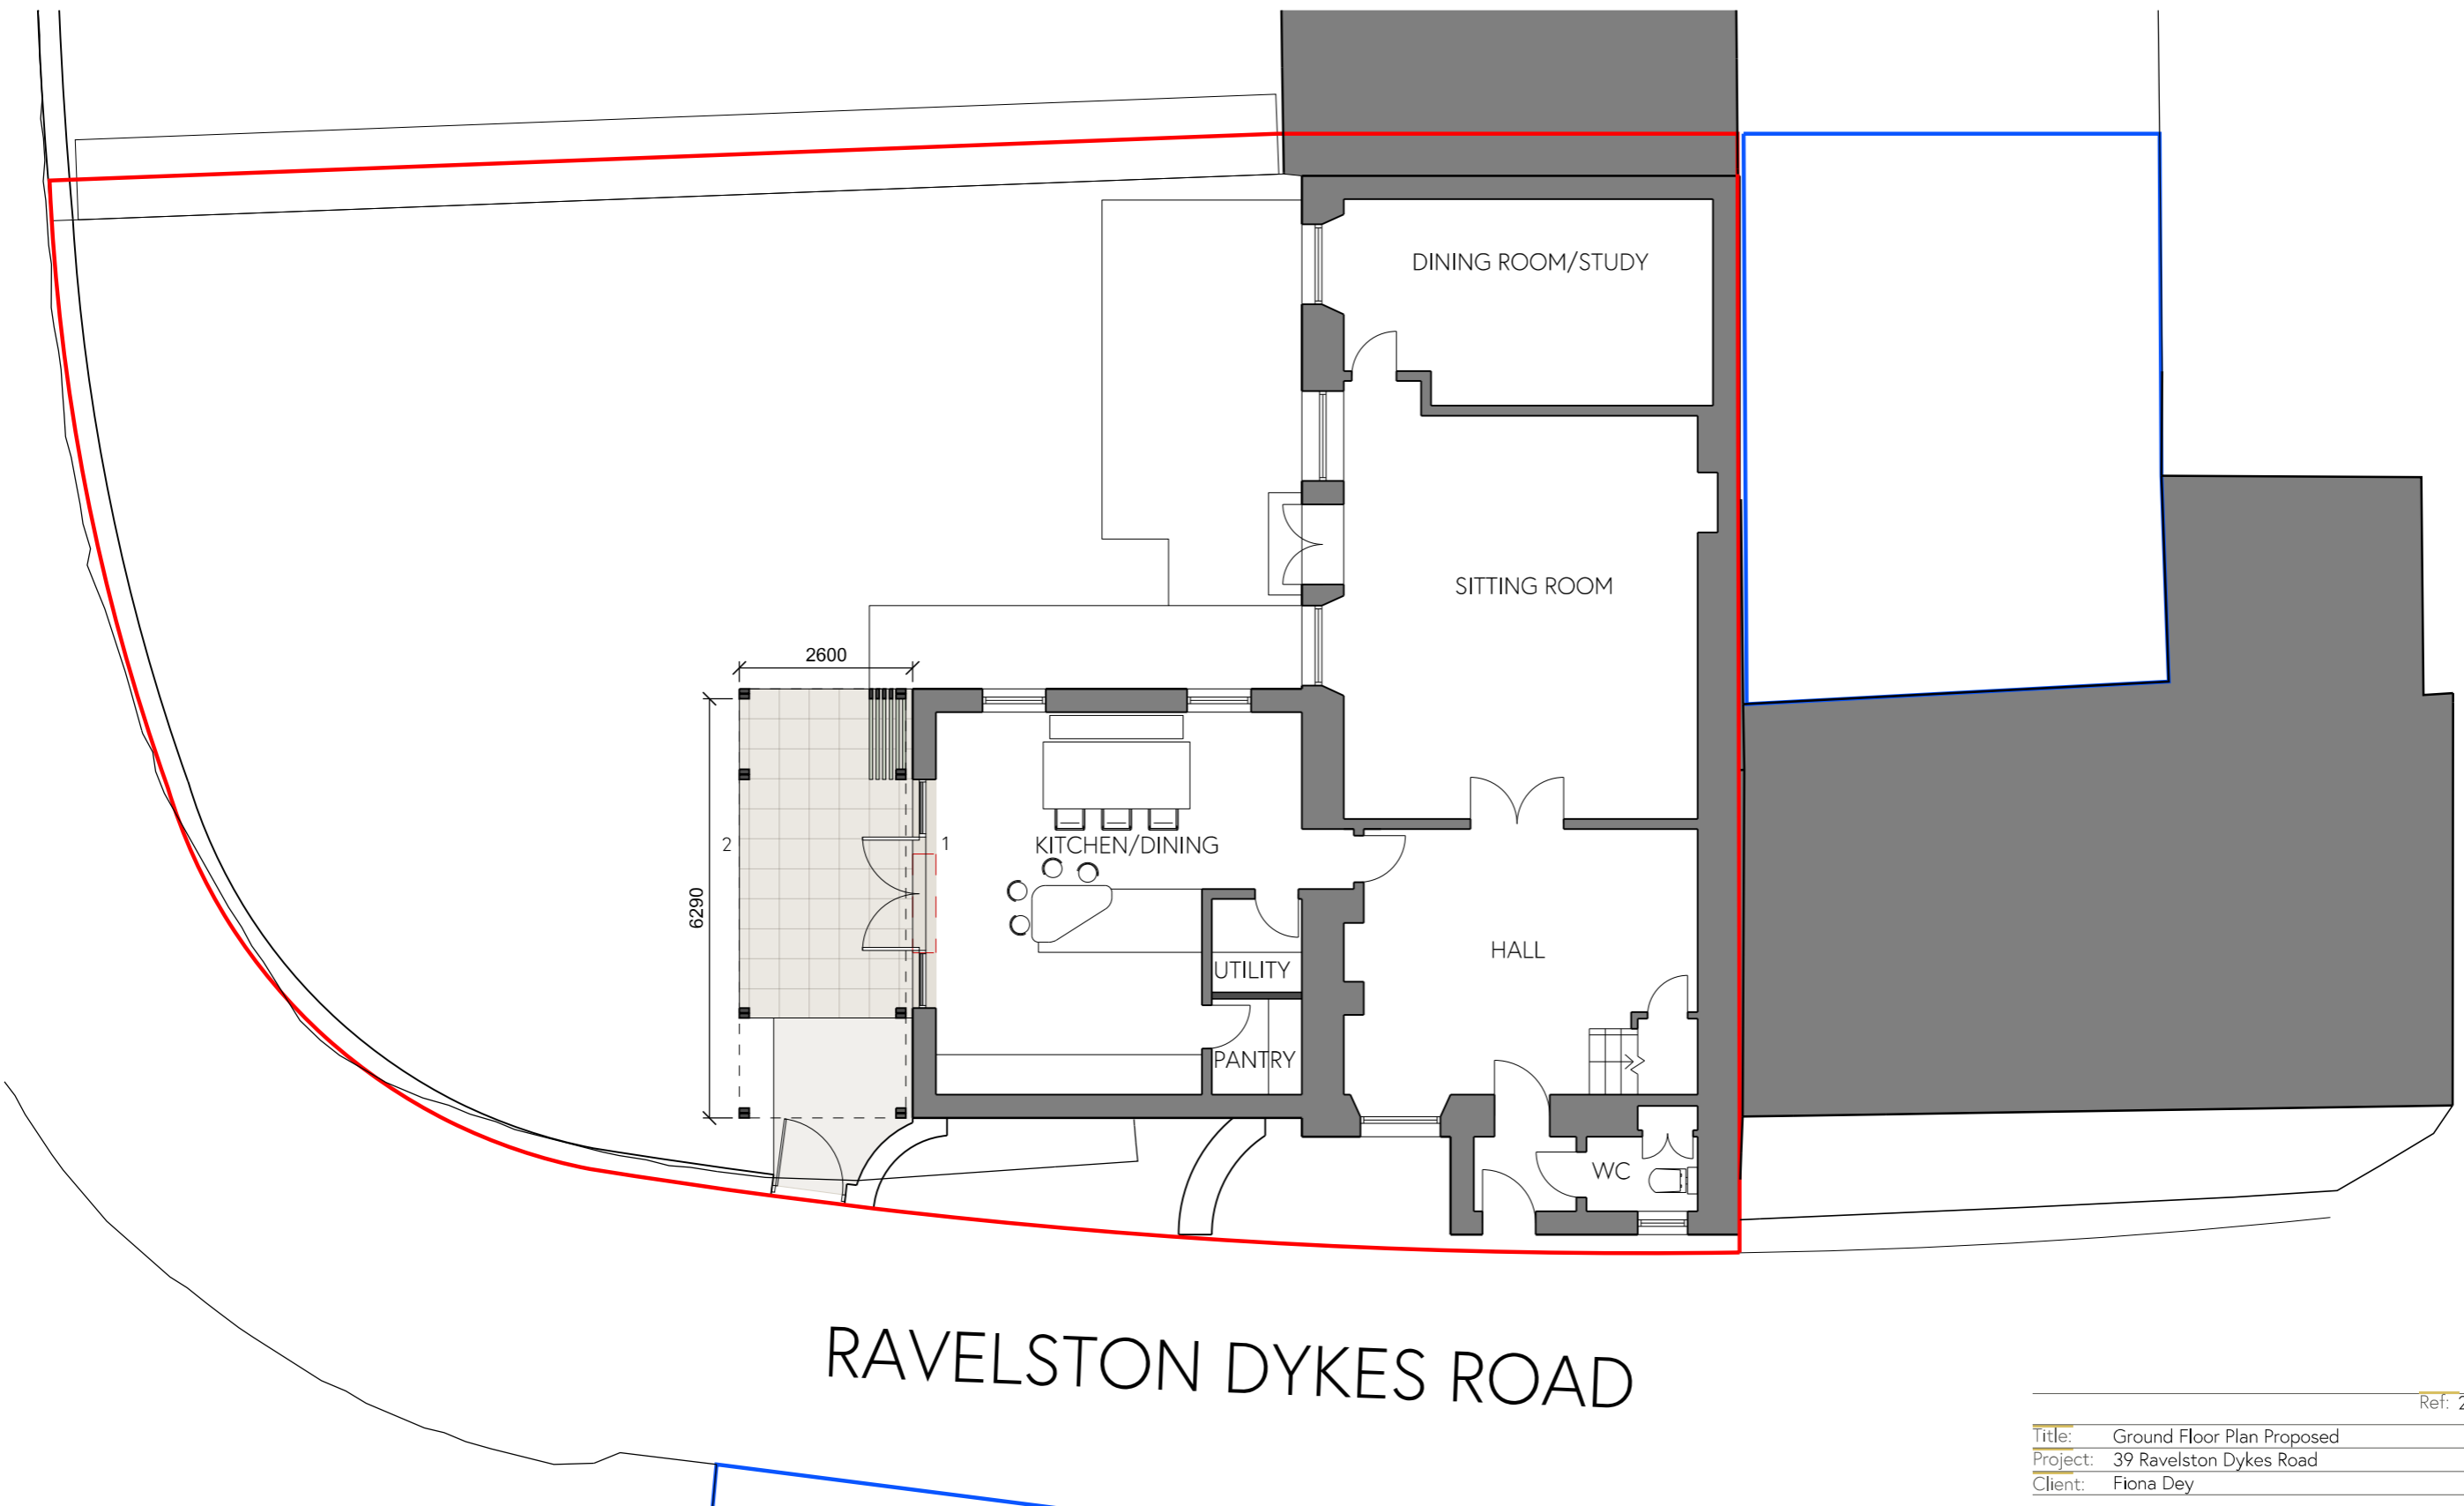 DINING ROOM/STUDY
SITTING ROOM
2600
2
1
KITCHEN/DINING
6290
HALL
UTILITY
PANTRY
WC
RAVELSTON DYKES ROAD
Ref: 2
Title: Ground Floor Plan Proposed
Project: 39 Ravelston Dykes Road
Client: Fiona Dey